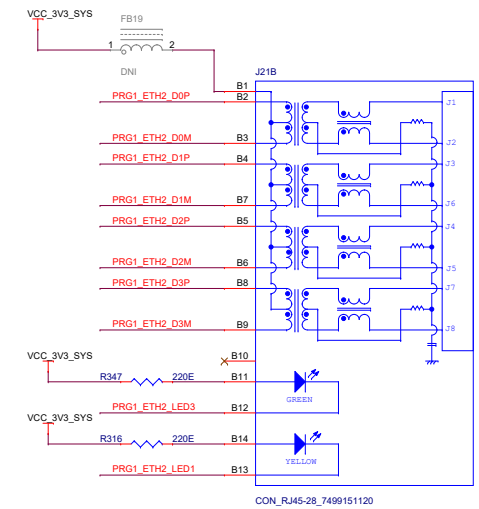 VCC_3V3_SYS
FB19
1
2
DNI
J21B
B1
PRG1_ETH2_D0P
B2
J1
PRG1_ETH2_D0M
B3
J2
PRG1_ETH2_D1P
B4
J3
PRG1_ETH2_D1M
B7
J6
PRG1_ETH2_D2P
B5
J4
PRG1_ETH2_D2M
B6
J5
PRG1_ETH2_D3P
B8
J7
PRG1_ETH2_D3M
B9
J8
VCC_3V3_SYS
B10
R347
220E
B11
GREEN
PRG1_ETH2_LED3
B12
VCC_3V3_SYS
R316
220E
B14
YELLOW
PRG1_ETH2_LED1
B13
CON_RJ45-28_7499151120